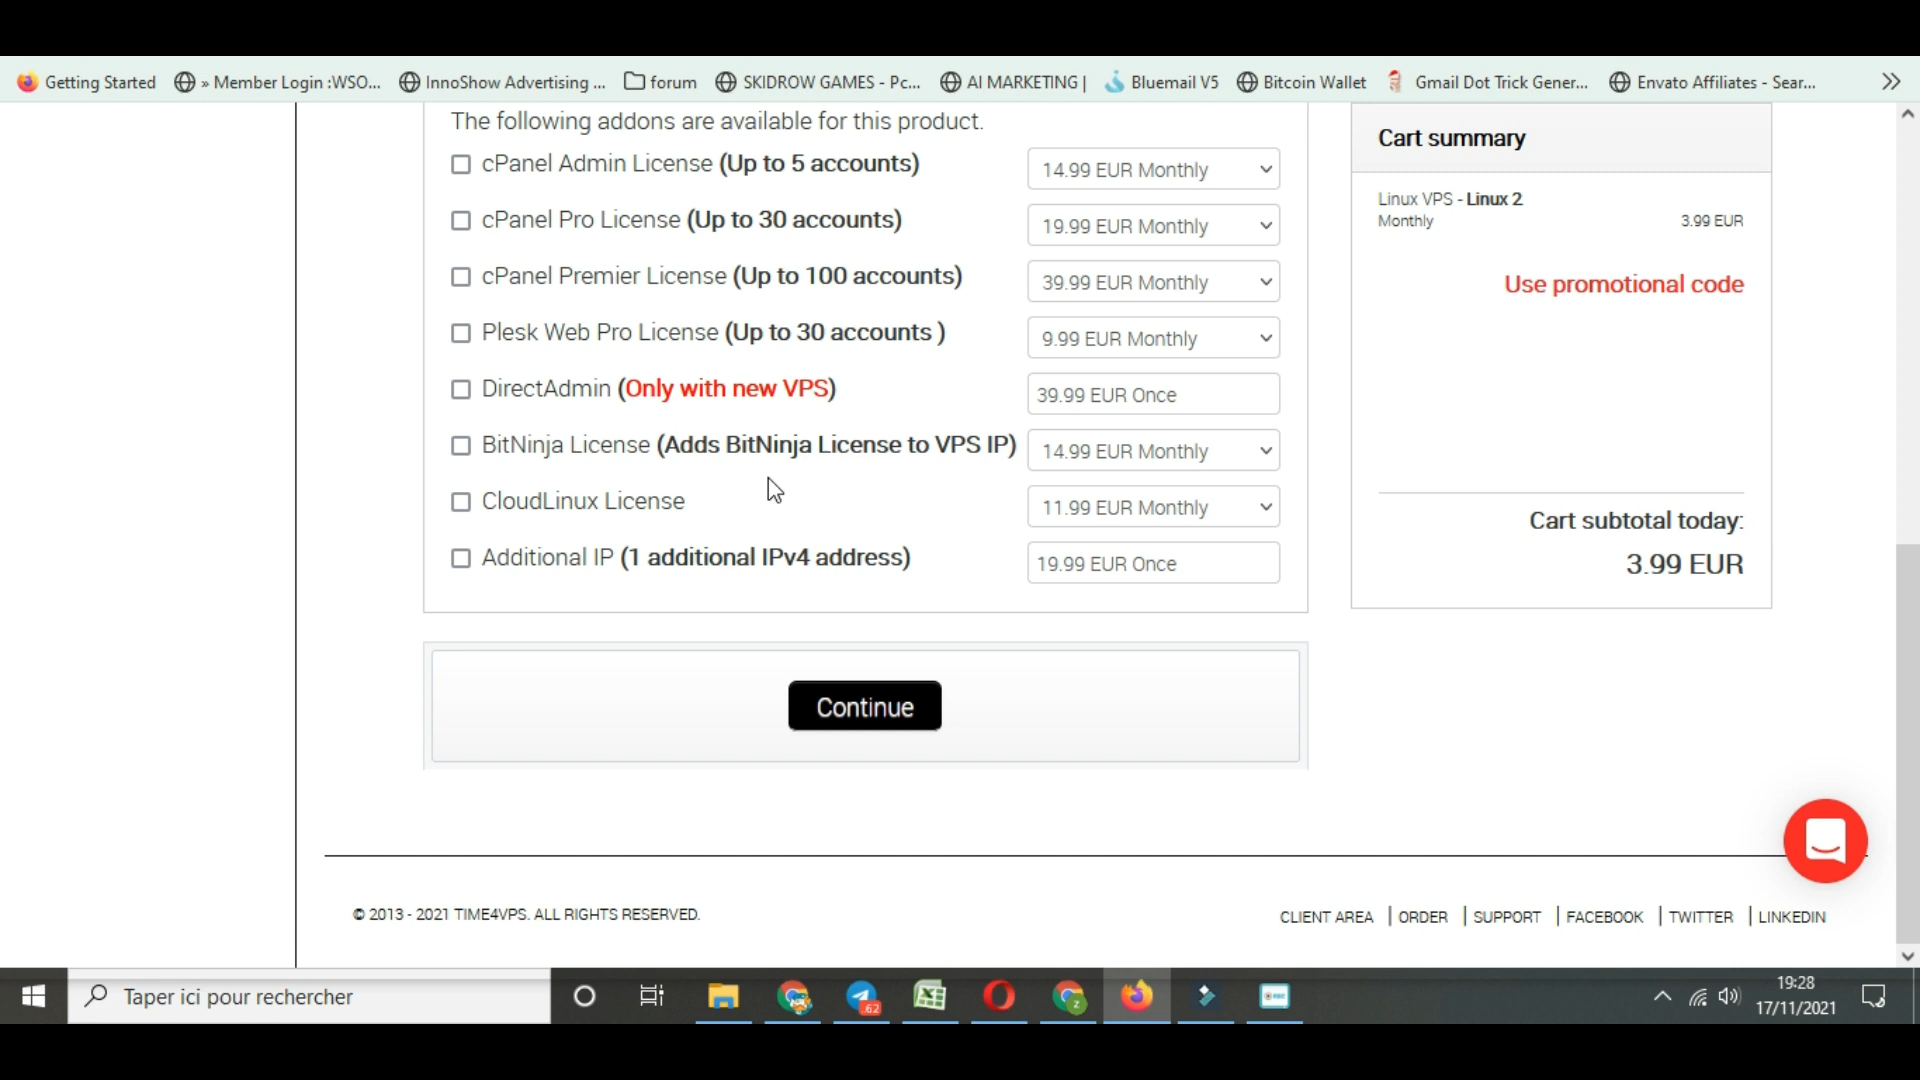 Getting Started » Member Login :WSO... InnoShow Advertising ... forum SKIDROW GAMES - Pc... AI MARKETING | Bluemail V5 Bitcoin Wallet Gmail Dot Trick Gener... Envato Affiliates - Sear...
The following addons are available for this product.
cPanel Admin License (Up to 5 accounts) 14.99 EUR Monthly
cPanel Pro License (Up to 30 accounts) 19.99 EUR Monthly
cPanel Premier License (Up to 100 accounts) 39.99 EUR Monthly
Plesk Web Pro License (Up to 30 accounts ) 9.99 EUR Monthly
DirectAdmin (Only with new VPS) 39.99 EUR Once
BitNinja License (Adds BitNinja License to VPS IP) 14.99 EUR Monthly
CloudLinux License 11.99 EUR Monthly
Additional IP (1 additional IPv4 address) 19.99 EUR Once
Continue
Cart summary
Linux VPS - Linux 2
Monthly 3.99 EUR
Use promotional code
Cart subtotal today:
3.99 EUR
© 2013 - 2021 TIME4VPS. ALL RIGHTS RESERVED.
CLIENT AREA | ORDER | SUPPORT | FACEBOOK | TWITTER | LINKEDIN
Taper ici pour rechercher
62
z
REC
19:28
17/11/2021